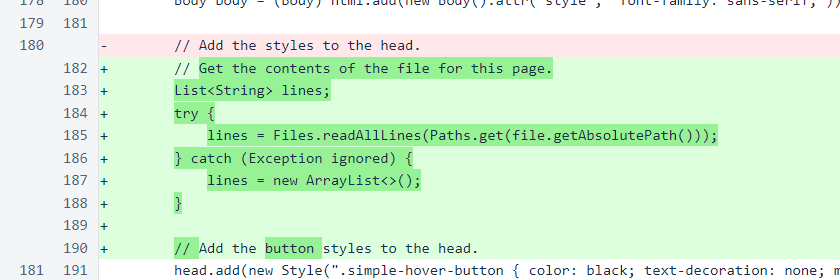 178 180 Body body = (Body) html.add(new Body().attr("style", "font-family: sans-serif;"))
179 181
180 - // Add the styles to the head.
182 + // Get the contents of the file for this page.
183 + List<String> lines;
184 + try {
185 + lines = Files.readAllLines(Paths.get(file.getAbsolutePath()));
186 + } catch (Exception ignored) {
187 + lines = new ArrayList<>();
188 + }
189 +
190 + // Add the button styles to the head.
181 191 head.add(new Style(".simple-hover-button { color: black; text-decoration: none;